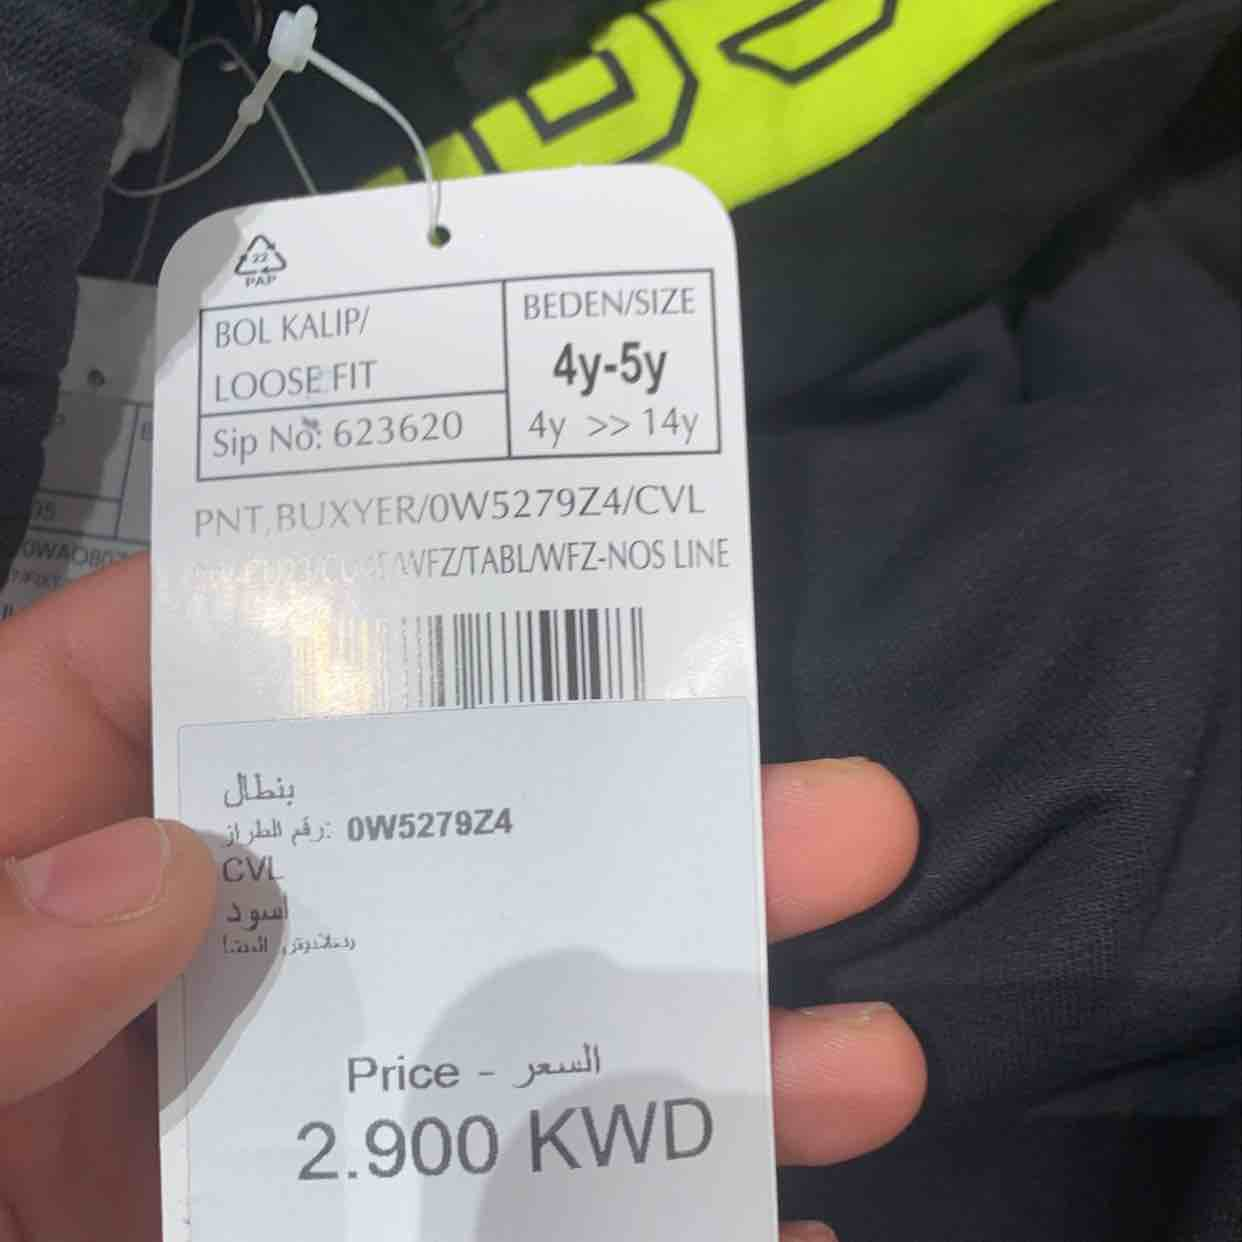 22
PAP
BOL KALIP/
LOOSE FIT
BEDEN/SIZE
4y-5y
4y >> 14y
Sip No: 623620
PNT,BUXYER/0W5279Z4/CVL
WFZ/TABL/WFZ-NOS LINE
بنطال
رقم الطراز: 0W5279Z4
CVL
أسود
Price - السعر
2.900 KWD